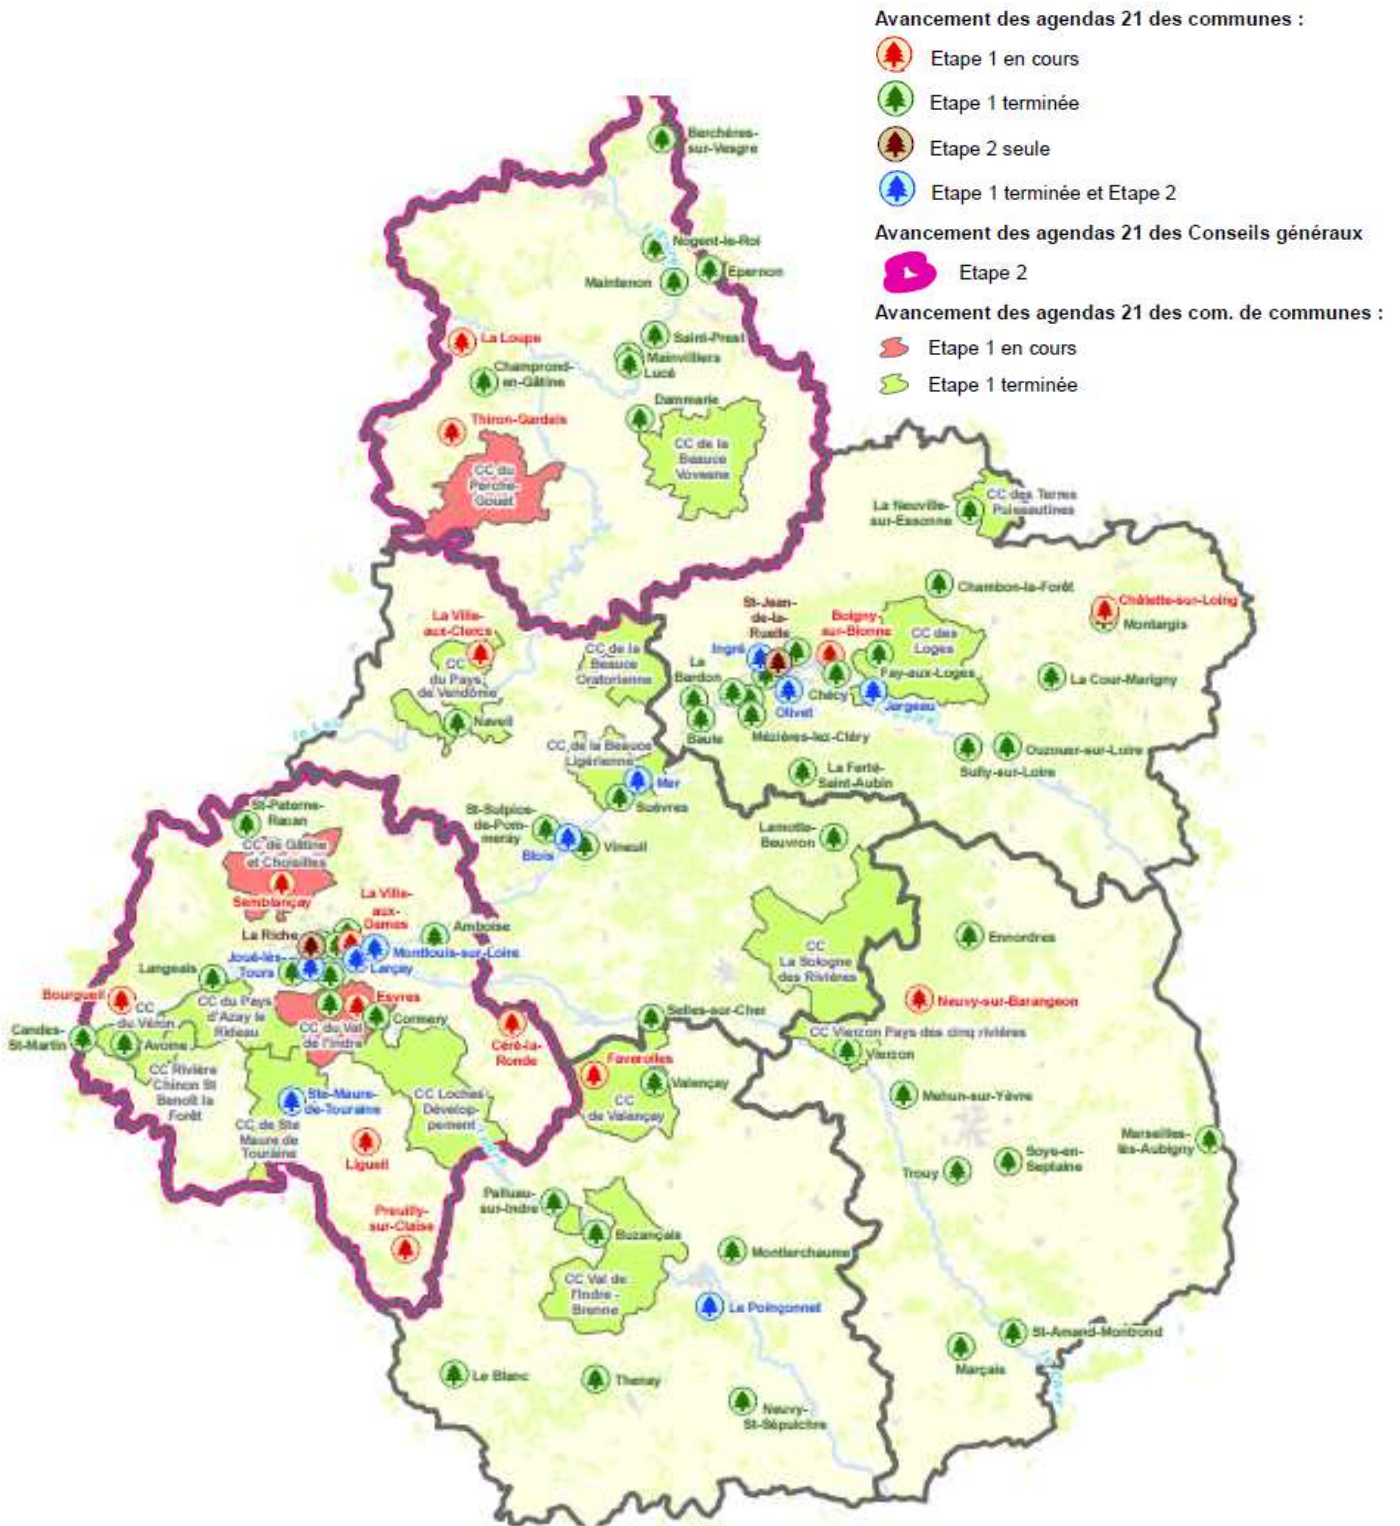 Avancement des agendas 21 des communes :
Etape 1 en cours
Etape 1 terminée
Etape 2 seule
Etape 1 terminée et Etape 2
Avancement des agendas 21 des Conseils généraux
Etape 2
Avancement des agendas 21 des com. de communes :
Etape 1 en cours
Etape 1 terminée
Berchères-
sur-Vesgre
Nogent-le-Roi
Epernon
Maintenon
La Loupe
Saint-Prest
Mainvilliers
Lucé
Champrond-
en-Gâtine
Dammarie
Thiron-Gardais
CC de la
Beauce
Vovesne
CC du
Perche-
Gouet
CC des Terres
Puiseautines
La Neuville-
sur-Essonne
Chambon-la-Forêt
Châlette-sur-Loing
Montargis
La Ville-
aux-Clercs
St-Jean-
de-la-
Ruelle
Boigny-
sur-Bionne
CC des
Loges
Ingré
CC de la
Beauce
Oratorienne
CC
du Pays
de Vendôme
La
Bardon
Fay-aux-Loges
La Cour-Marigny
Chécy
Jargeau
Olivet
Naveil
Baule
Mézières-lez-Cléry
Ouzouer-sur-Loire
Sully-sur-Loire
CC de la Beauce
Ligérienne
Mer
La Ferté-
Saint-Aubin
Suèvres
St-Paterne-
Racan
St-Sulpice-
de-Pom-
meray
Lamotte-
Beuvron
Vineuil
Blois
CC de Gâtine
et Choisilles
Semblançay
La Ville-
aux-
Dames
Amboise
La Riche
Ennordres
Montlouis-sur-Loire
CC
La Sologne
des Rivières
Joué-lès-
Tours
Larçay
Langeais
Bourgueil
Esvres
Neuvy-sur-Barangeon
CC
du Véron
CC du Pays
d'Azay le
Rideau
Selles-sur-Cher
Cormery
Candes-
St-Martin
CC du Val
de l'Indre
CC Vierzon Pays des cinq rivières
Avoine
Céré-la-
Ronde
Vierzon
Faverolles
CC Rivière
Chinon St
Benoît la
Forêt
Valençay
Ste-Maure-
de-Touraine
CC Loches
Dévelop-
pement
CC
de Valençay
Mehun-sur-Yèvre
CC de Ste
Maure de
Touraine
Marseilles-
lès-Aubigny
Ligueil
Soye-en-
Septaine
Trouy
Palluau-
sur-Indre
Preuilly-
sur-Claise
Buzançais
Montierchaume
CC Val de
l'Indre -
Brenne
Le Poinçonnet
St-Amand-Montrond
Marçais
Le Blanc
Thenay
Neuvy-
St-Sépulchre